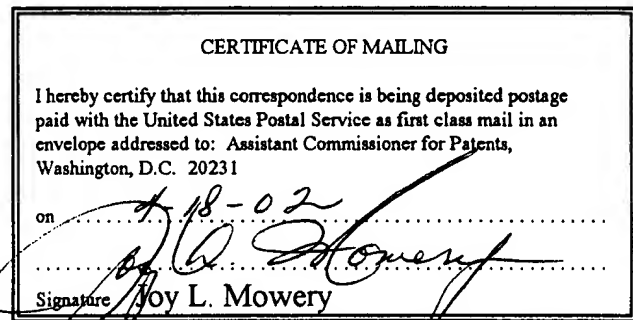 CERTIFICATE OF MAILING
I hereby certify that this correspondence is being deposited postage
paid with the United States Postal Service as first class mail in an
envelope addressed to: Assistant Commissioner for Patents,
Washington, D.C. 20231
on 4-18-02
Mowery
Signature Joy L. Mowery